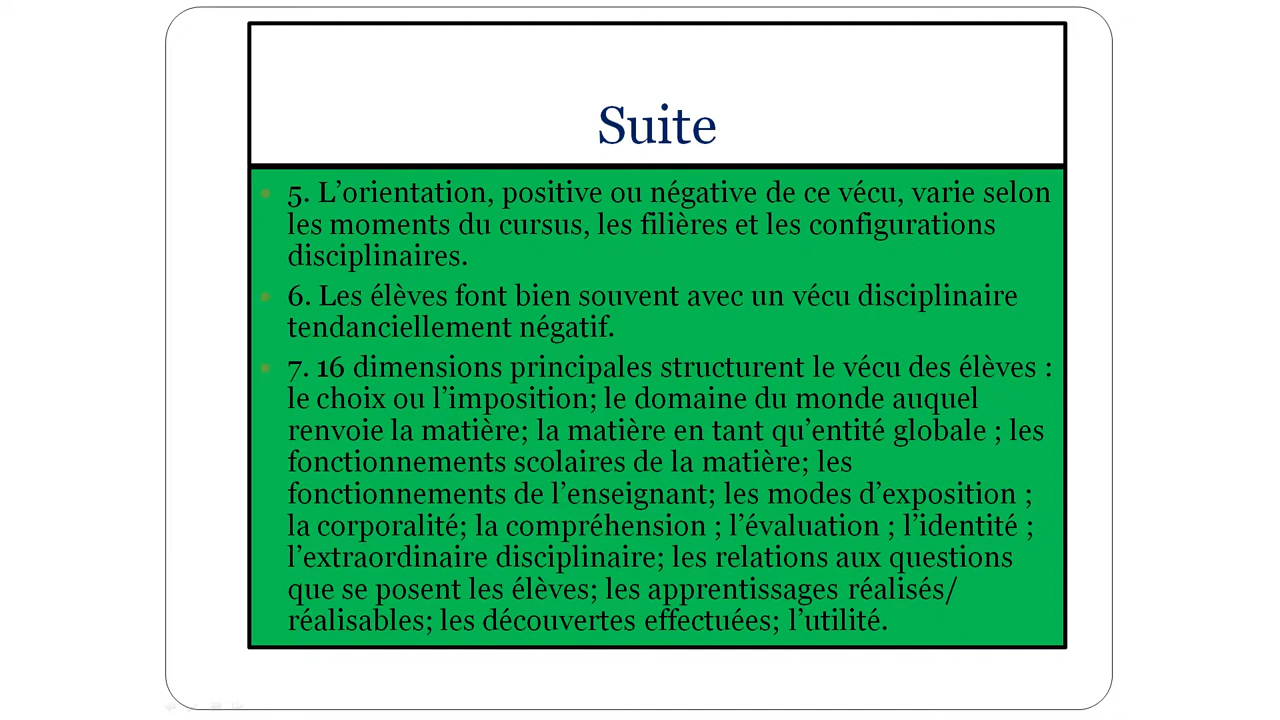 Suite
5. L’orientation, positive ou négative de ce vécu, varie selon
les moments du cursus, les filières et les configurations
disciplinaires.
6. Les élèves font bien souvent avec un vécu disciplinaire
tendanciellement négatif.
7. 16 dimensions principales structurent le vécu des élèves :
le choix ou l’imposition; le domaine du monde auquel
renvoie la matière; la matière en tant qu’entité globale ; les
fonctionnements scolaires de la matière; les
fonctionnements de l’enseignant; les modes d’exposition ;
la corporalité; la compréhension ; l’évaluation ; l’identité ;
l’extraordinaire disciplinaire; les relations aux questions
que se posent les élèves; les apprentissages réalisés/
réalisables; les découvertes effectuées; l’utilité.